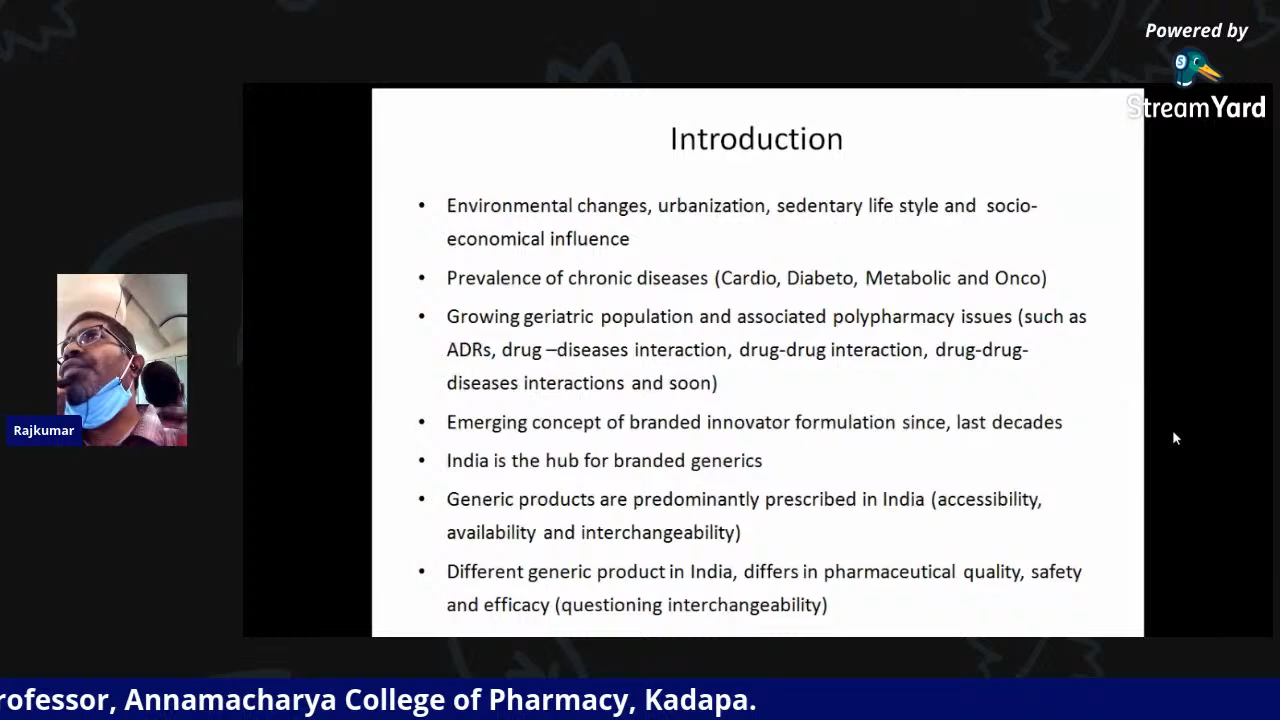 Powered by
StreamYard
Introduction
• Environmental changes, urbanization, sedentary life style and socio-
economical influence
• Prevalence of chronic diseases (Cardio, Diabeto, Metabolic and Onco)
• Growing geriatric population and associated polypharmacy issues (such as
ADRs, drug –diseases interaction, drug-drug interaction, drug-drug-
diseases interactions and soon)
• Emerging concept of branded innovator formulation since, last decades
• India is the hub for branded generics
• Generic products are predominantly prescribed in India (accessibility,
availability and interchangeability)
• Different generic product in India, differs in pharmaceutical quality, safety
and efficacy (questioning interchangeability)
Rajkumar
rofessor, Annamacharya College of Pharmacy, Kadapa.